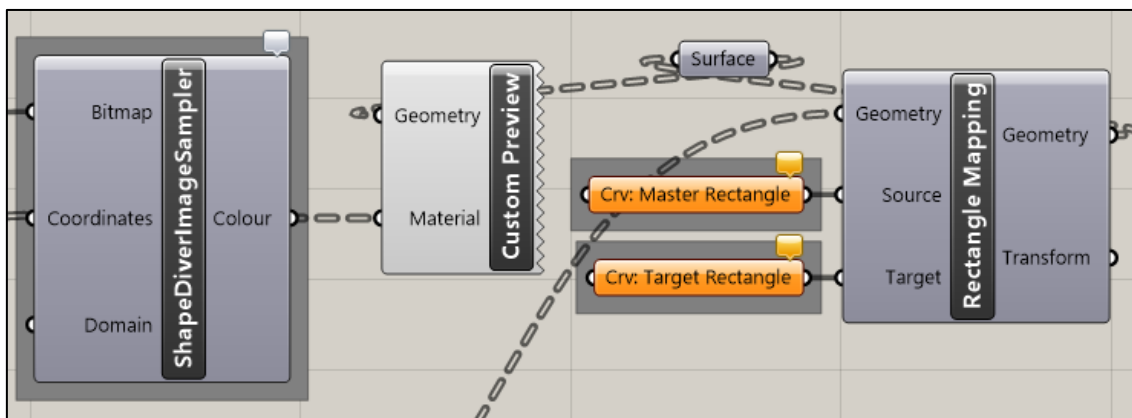 Bitmap
Coordinates
Domain
ShapeDiverImageSampler
Colour
Geometry
Material
Custom Preview
Surface
Crv: Master Rectangle
Crv: Target Rectangle
Geometry
Source
Target
Rectangle Mapping
Geometry
Transform